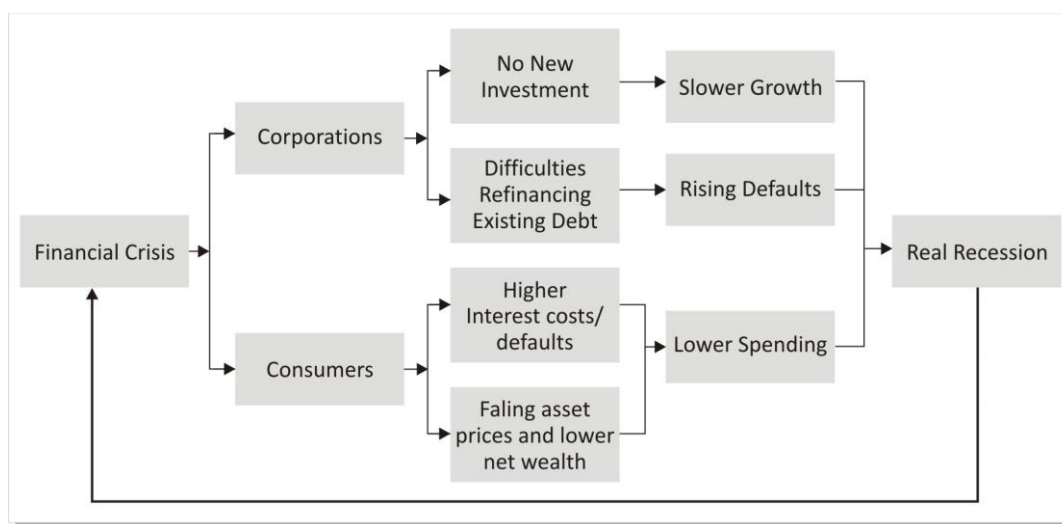 Financial Crisis
Corporations
Consumers
No New
Investment
Difficulties
Refinancing
Existing Debt
Higher
Interest costs/
defaults
Faling asset
prices and lower
net wealth
Slower Growth
Rising Defaults
Lower Spending
Real Recession